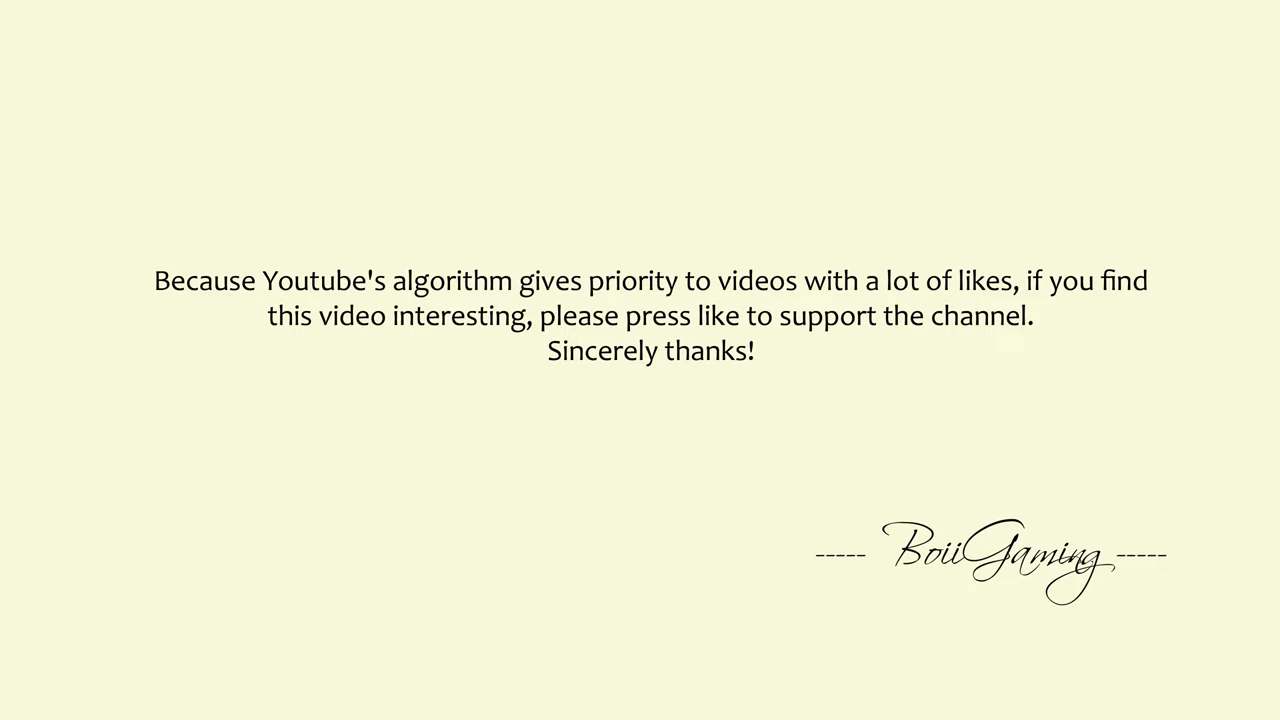 Because Youtube's algorithm gives priority to videos with a lot of likes, if you find
this video interesting, please press like to support the channel.
Sincerely thanks!
----- BoiiGaming -----